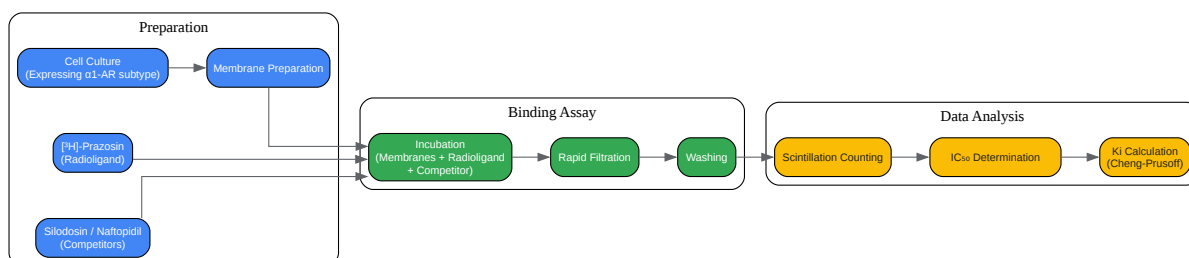 Preparation
Cell Culture
(Expressing α1-AR subtype)
Membrane Preparation
[³H]-Prazosin
(Radioligand)
Silodosin / Naftopidil
(Competitors)
Binding Assay
Incubation
(Membranes + Radioligand
+ Competitor)
Rapid Filtration
Washing
Data Analysis
Scintillation Counting
IC₅₀ Determination
Ki Calculation
(Cheng-Prusoff)